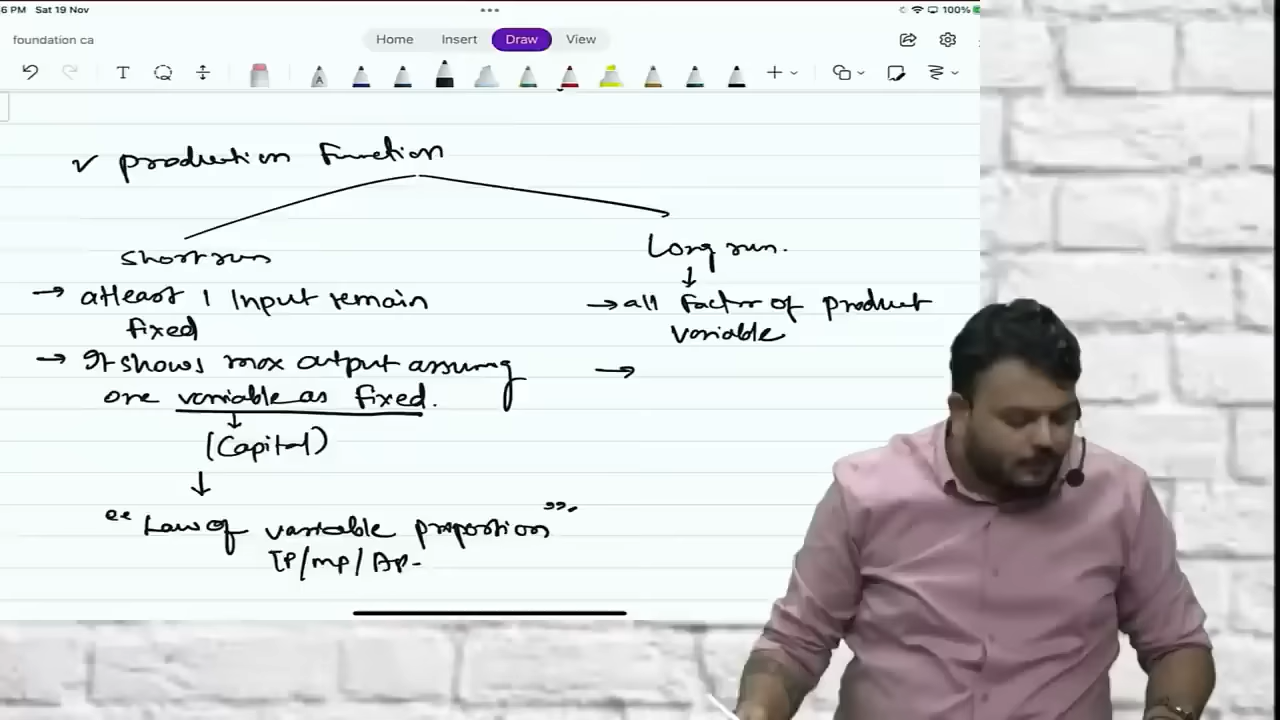 6 PM Sat 19 Nov
100%
foundation ca
Home Insert Draw View
T
A
✓ production Function
Short run
Long run.
→ atleast 1 Input remain
fixed
→ all factor of product
variable
→ It shows max output assuming
one variable as fixed.
→
(Capital)
"Law of variable proportion".
TP/MP/AP-